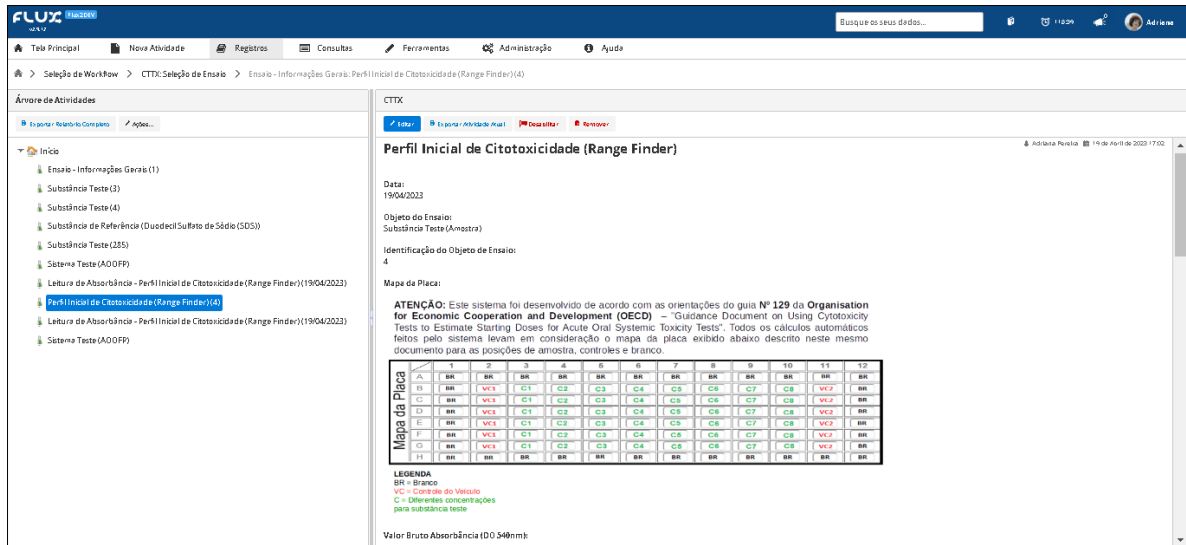 FLUX Flux2DEV
Busque os seus dados...
Adriana
Tela Principal Nova Atividade Registros Consultas Ferramentas Administração Ajuda
Seleção de Workflow > CTTX: Seleção de Ensaio > Ensaio - Informações Gerais: Perfil Inicial de Citotoxicidade (Range Finder) (4)
Árvore de Atividades
Exportar Relatório Completo Ações...
Início
Ensaio - Informações Gerais (1)
Substância Teste (3)
Substância Teste (4)
Substância de Referência (Duodecil Sulfato de Sódio (SDS))
Substância Teste (285)
Sistema Teste (AOOFP)
Leitura de Absorbância - Perfil Inicial de Citotoxicidade (Range Finder) (19/04/2023)
Perfil Inicial de Citotoxicidade (Range Finder) (4)
Leitura de Absorbância - Perfil Inicial de Citotoxicidade (Range Finder) (19/04/2023)
Sistema Teste (AOOFP)
CTTX
Editar Exportar Atividade Atual Desabilitar Remover
Perfil Inicial de Citotoxicidade (Range Finder)
Adriana Pereira 19 de April de 2023 17:02
Data:
19/04/2023
Objeto do Ensaio:
Substância Teste (Amostra)
Identificação do Objeto de Ensaio:
4
Mapa da Placa:
ATENÇÃO: Este sistema foi desenvolvido de acordo com as orientações do guia Nº 129 da Organisation
for Economic Cooperation and Development (OECD) – "Guidance Document on Using Cytotoxicity
Tests to Estimate Starting Doses for Acute Oral Systemic Toxicity Tests". Todos os cálculos automáticos
feitos pelo sistema levam em consideração o mapa da placa exibido abaixo descrito neste mesmo
documento para as posições de amostra, controles e branco.
Mapa da Placa
1 2 3 4 5 6 7 8 9 10 11 12
A BR BR BR BR BR BR BR BR BR BR BR BR
B BR VC1 C1 C2 C3 C4 C5 C6 C7 C8 VC2 BR
C BR VC1 C1 C2 C3 C4 C5 C6 C7 C8 VC2 BR
D BR VC1 C1 C2 C3 C4 C5 C6 C7 C8 VC2 BR
E BR VC1 C1 C2 C3 C4 C5 C6 C7 C8 VC2 BR
F BR VC1 C1 C2 C3 C4 C5 C6 C7 C8 VC2 BR
G BR VC1 C1 C2 C3 C4 C5 C6 C7 C8 VC2 BR
H BR BR BR BR BR BR BR BR BR BR BR BR
LEGENDA
BR = Branco
VC = Controle do Veículo
C = Diferentes concentrações
para substância teste
Valor Bruto Absorbância (DO 540nm):